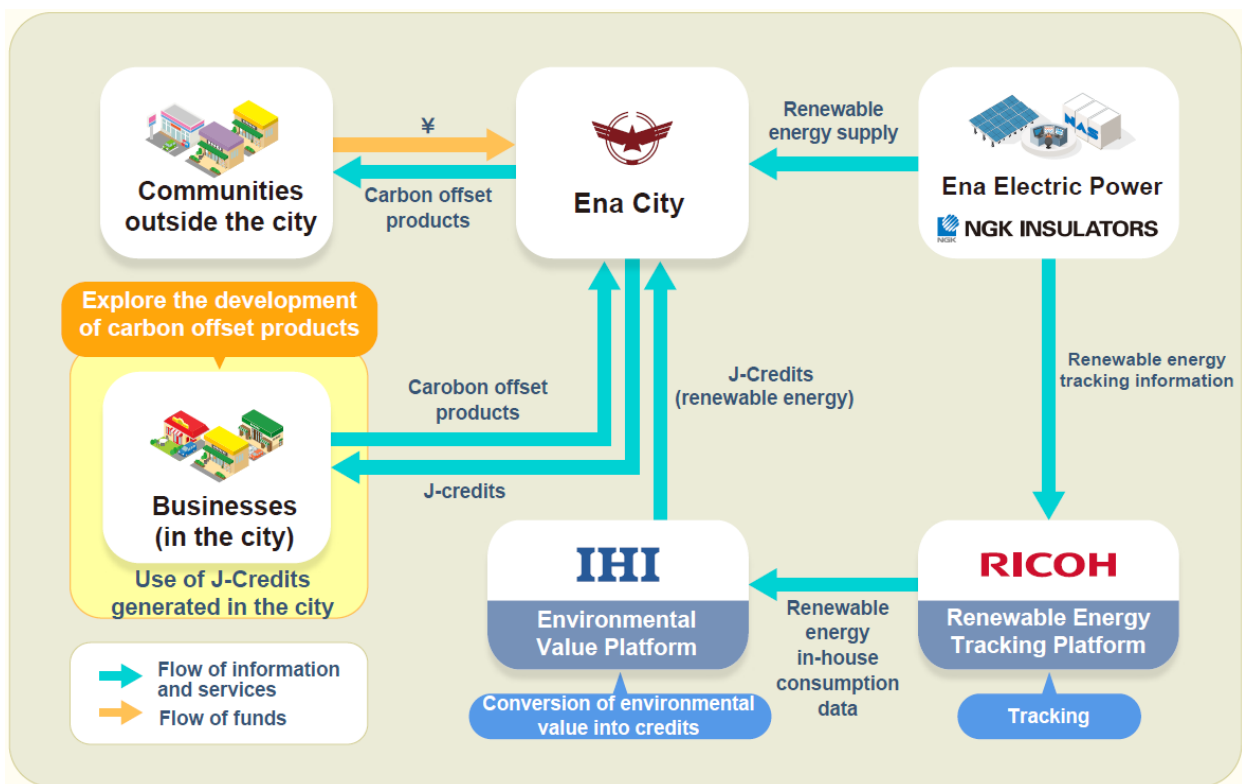 Communities
outside the city
¥
Carbon offset
products
Ena City
Renewable
energy supply
NAS
Ena Electric Power
NGK
NGK INSULATORS
Explore the development
of carbon offset products
Businesses
(in the city)
Use of J-Credits
generated in the city
Carobon offset
products
J-credits
J-Credits
(renewable energy)
Renewable energy
tracking information
IHI
Environmental
Value Platform
Conversion of environmental
value into credits
Renewable
energy
in-house
consumption
data
RICOH
Renewable Energy
Tracking Platform
Tracking
Flow of information
and services
Flow of funds